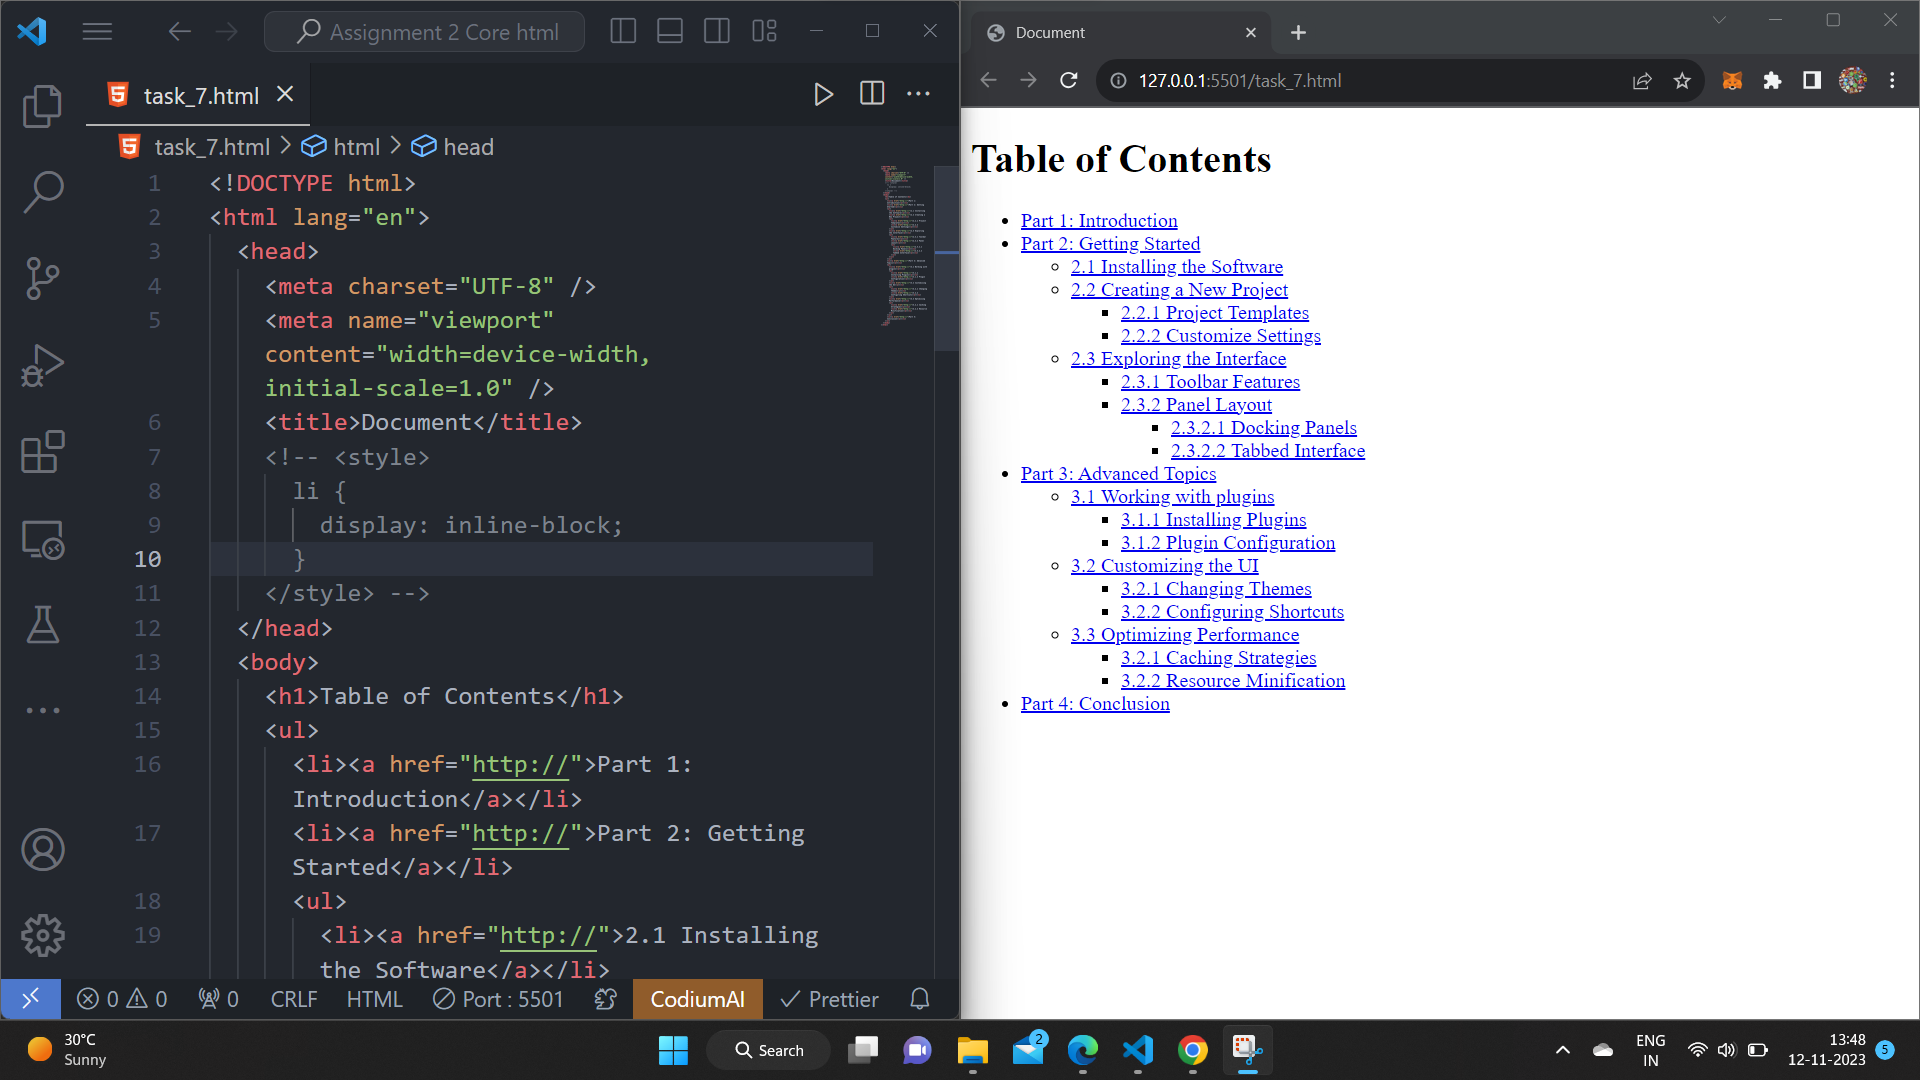 Assignment 2 Core html
task_7.html
task_7.html > html > head
1 <!DOCTYPE html>
2 <html lang="en">
3 <head>
4 <meta charset="UTF-8" />
5 <meta name="viewport"
content="width=device-width,
initial-scale=1.0" />
6 <title>Document</title>
7 <!-- <style>
8 li {
9 display: inline-block;
10 }
11 </style> -->
12 </head>
13 <body>
14 <h1>Table of Contents</h1>
15 <ul>
16 <li><a href="http://">Part 1:
Introduction</a></li>
17 <li><a href="http://">Part 2: Getting
Started</a></li>
18 <ul>
19 <li><a href="http://">2.1 Installing
the Software</a></li>
0 0 0 CRLF HTML Port : 5501 CodiumAI Prettier
Document
127.0.0.1:5501/task_7.html
Table of Contents
Part 1: Introduction
Part 2: Getting Started
2.1 Installing the Software
2.2 Creating a New Project
2.2.1 Project Templates
2.2.2 Customize Settings
2.3 Exploring the Interface
2.3.1 Toolbar Features
2.3.2 Panel Layout
2.3.2.1 Docking Panels
2.3.2.2 Tabbed Interface
Part 3: Advanced Topics
3.1 Working with plugins
3.1.1 Installing Plugins
3.1.2 Plugin Configuration
3.2 Customizing the UI
3.2.1 Changing Themes
3.2.2 Configuring Shortcuts
3.3 Optimizing Performance
3.2.1 Caching Strategies
3.2.2 Resource Minification
Part 4: Conclusion
30°C
Sunny
Search
2
ENG
IN
13:48
12-11-2023
5